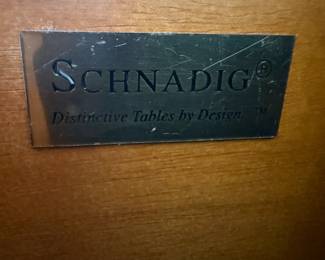 SCHNADIG®
Distinctive Tables by Design™